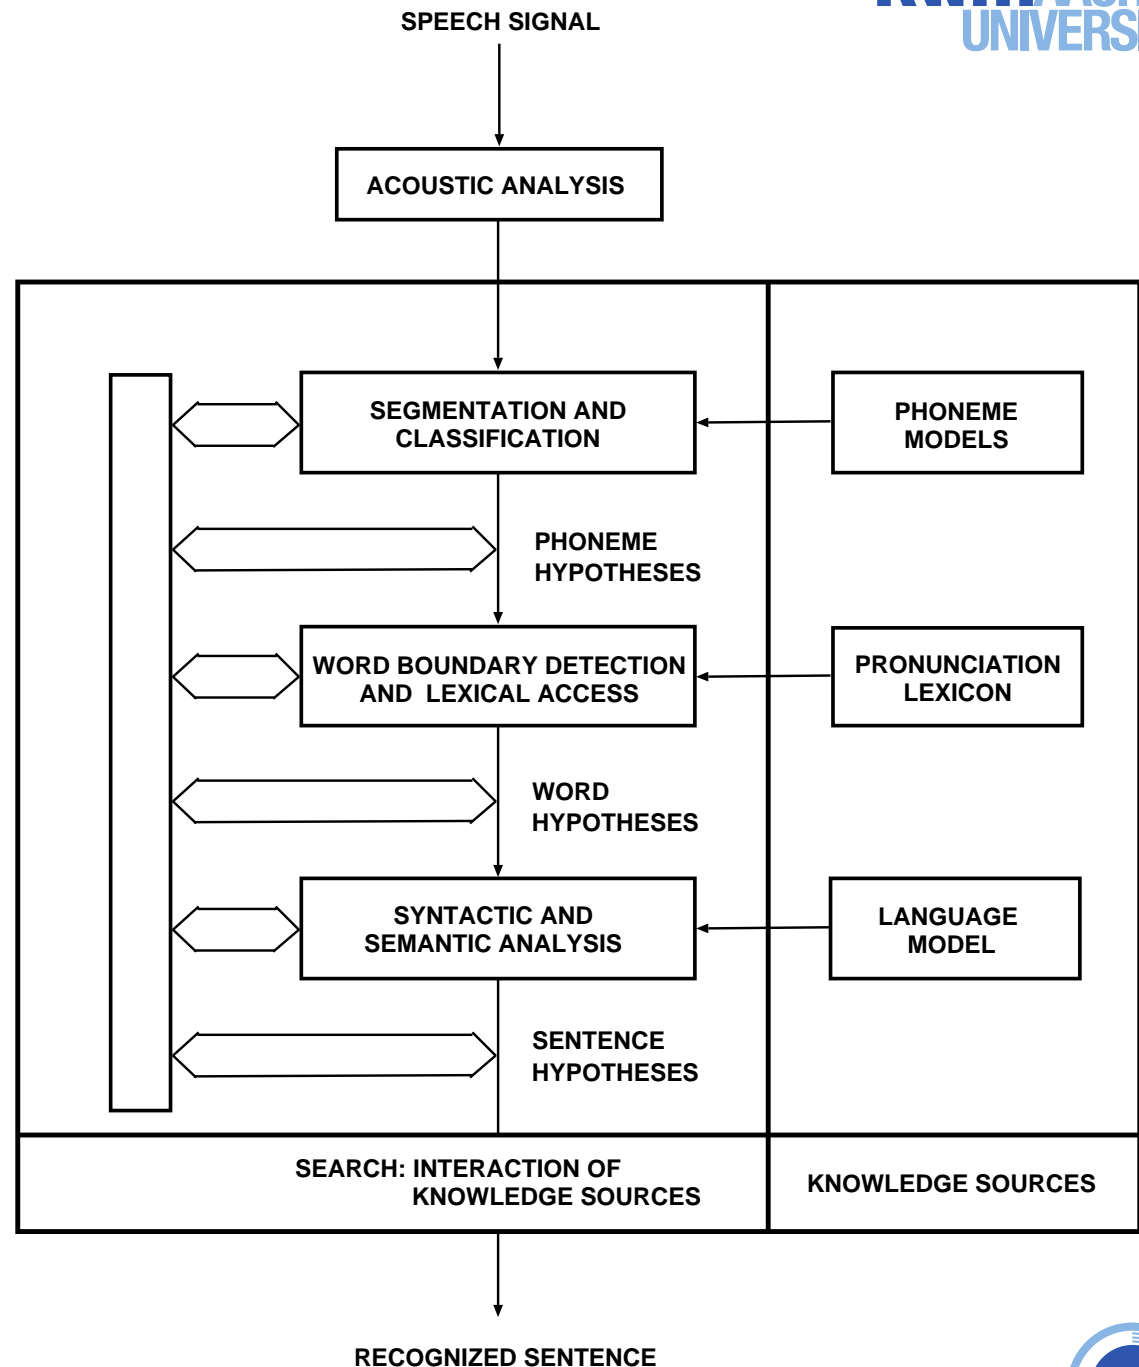 SPEECH SIGNAL
UNIVERS
ACOUSTIC ANALYSIS
SEGMENTATION AND
CLASSIFICATION
PHONEME
MODELS
PHONEME
HYPOTHESES
WORD BOUNDARY DETECTION
AND LEXICAL ACCESS
PRONUNCIATION
LEXICON
WORD
HYPOTHESES
SYNTACTIC AND
SEMANTIC ANALYSIS
LANGUAGE
MODEL
SENTENCE
HYPOTHESES
SEARCH: INTERACTION OF
KNOWLEDGE SOURCES
KNOWLEDGE SOURCES
RECOGNIZED SENTENCE